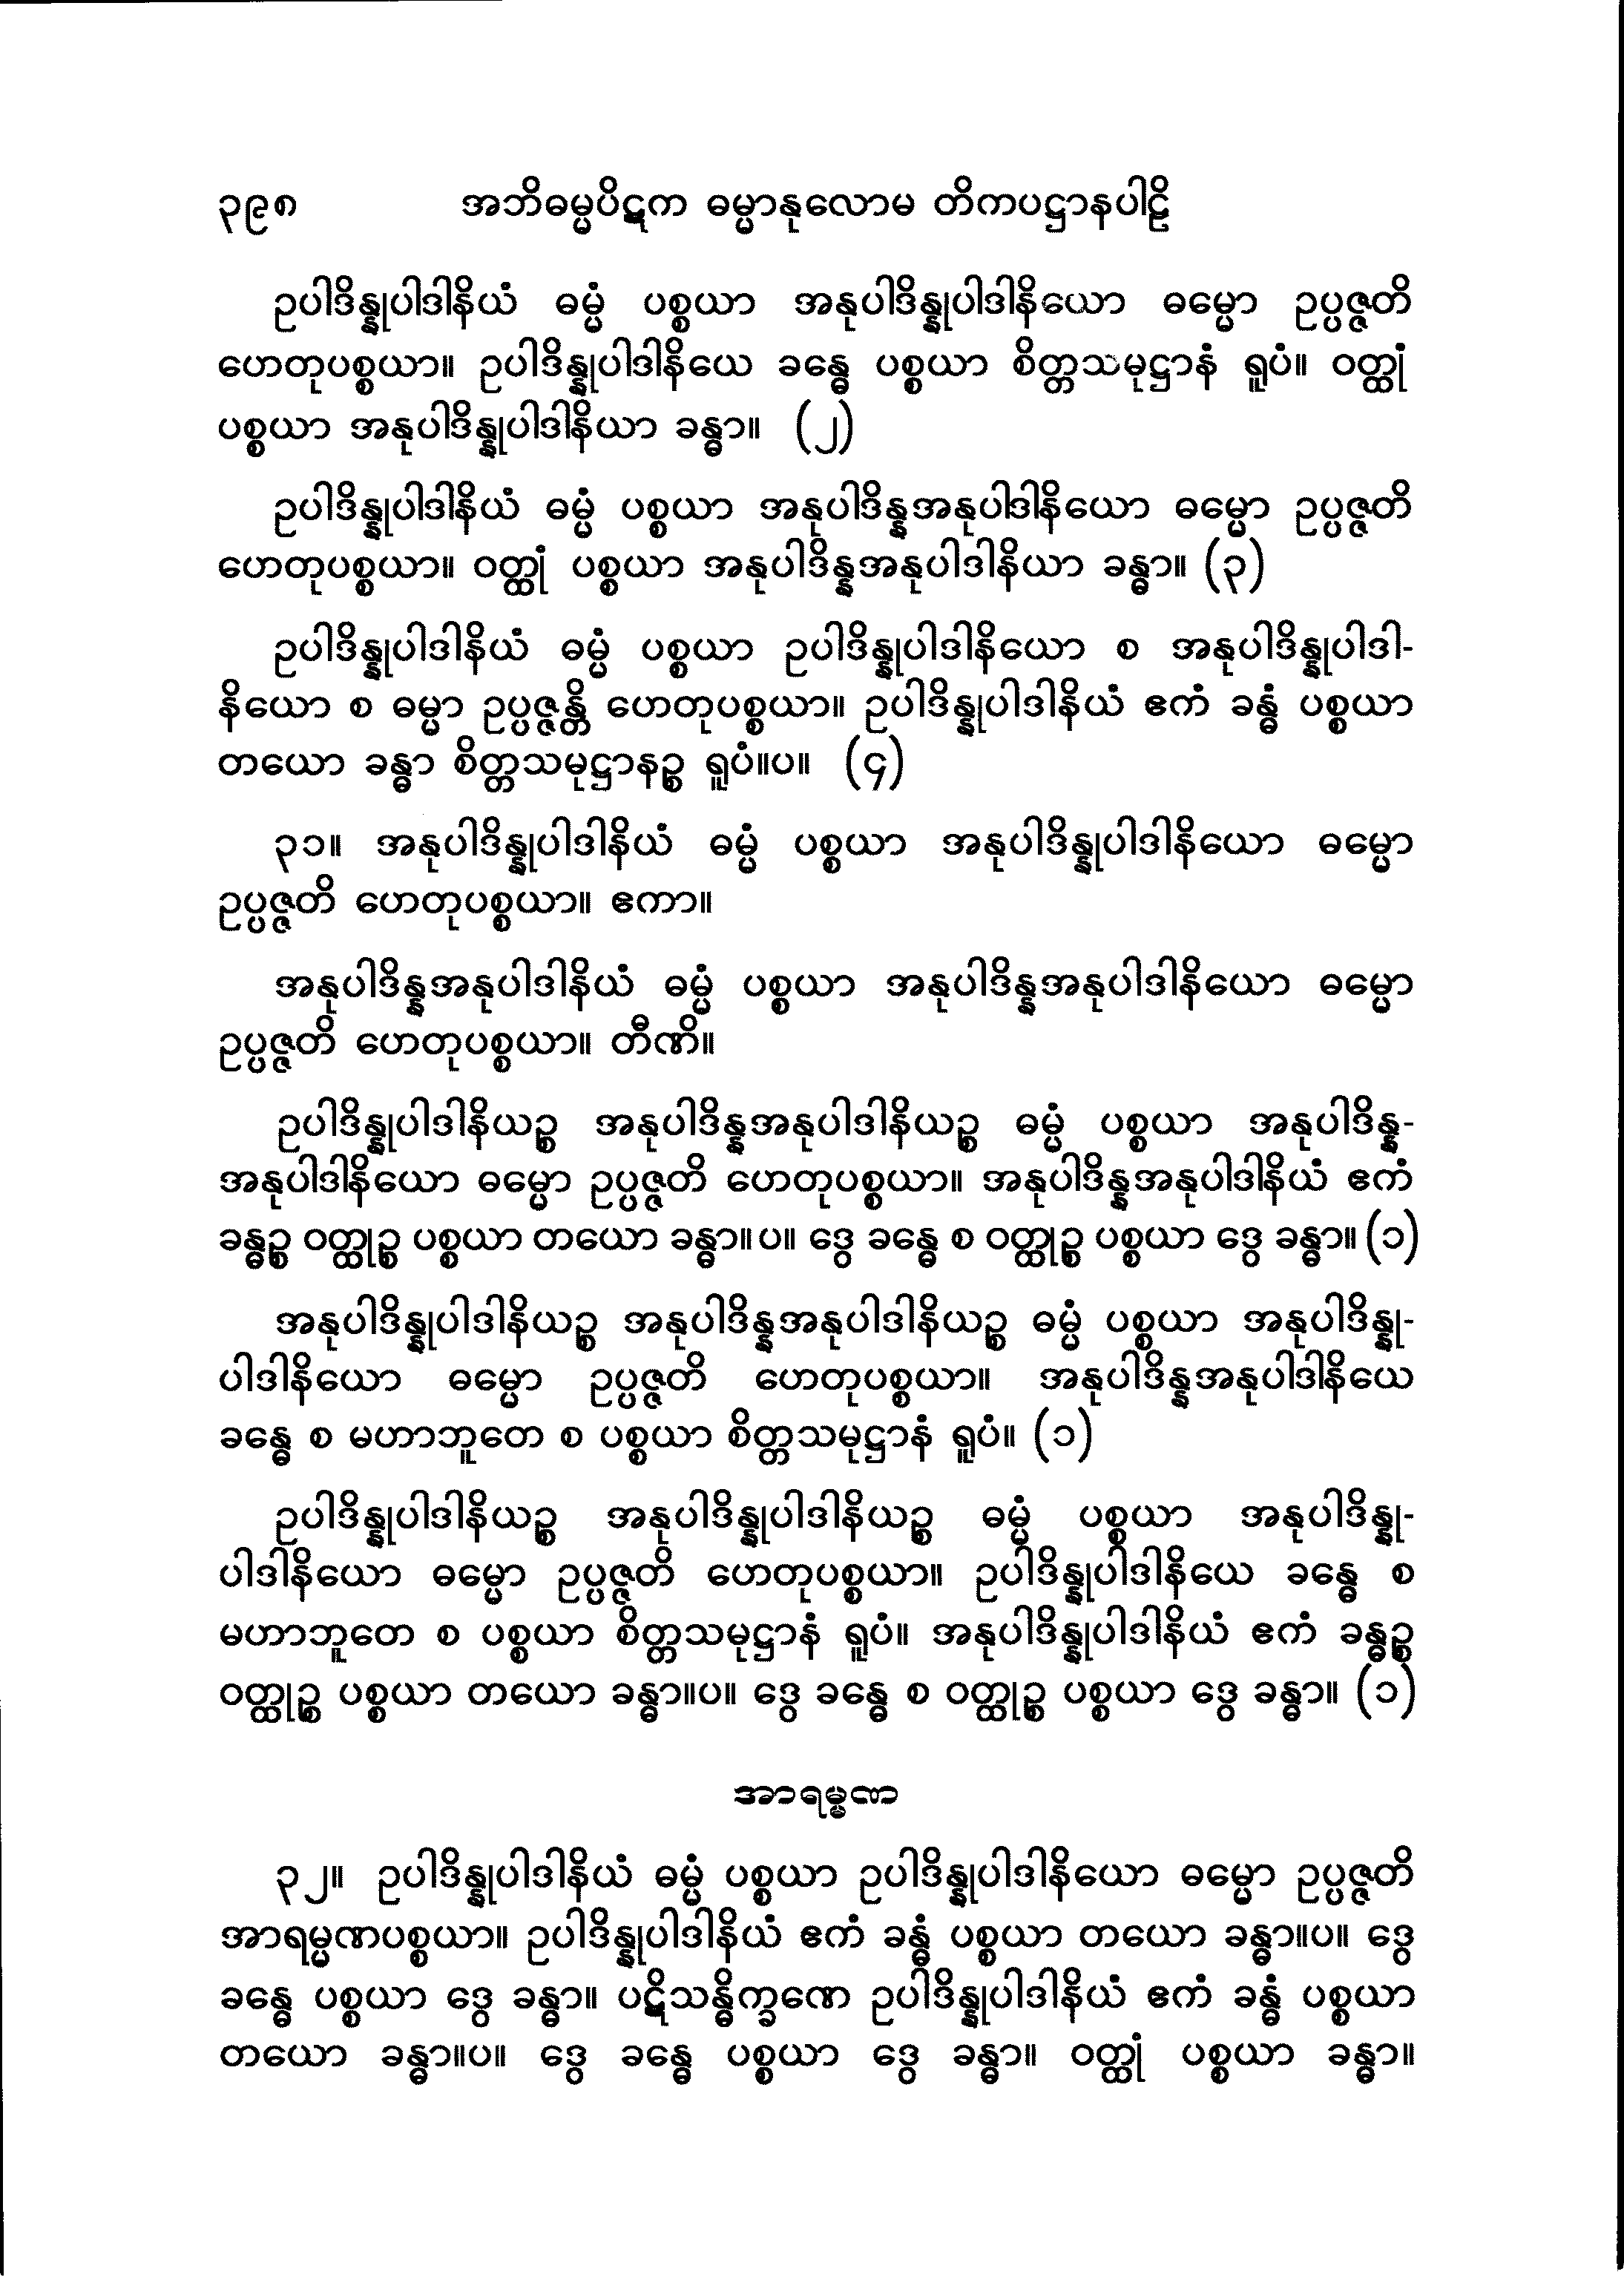 ၃၉၈ အဘိဓမ္မပိဋက ဓမ္မာနုလောမ တိကပဋ္ဌာနပါဠိ
ဥပါဒိန္နုပါဒါနိယံ ဓမ္မံ ပစ္စယာ အနုပါဒိန္နုပါဒါနိယော ဓမ္မော ဥပ္ပဇ္ဇတိ
ဟေတုပစ္စယာ။ ဥပါဒိန္နုပါဒါနိယေ ခန္ဓေ ပစ္စယာ စိတ္တသမုဋ္ဌာနံ ရူပံ။ ဝတ္ထုံ
ပစ္စယာ အနုပါဒိန္နုပါဒါနိယာ ခန္ဓာ။ (၂)
ဥပါဒိန္နုပါဒါနိယံ ဓမ္မံ ပစ္စယာ အနုပါဒိန္နအနုပါဒါနိယော ဓမ္မော ဥပ္ပဇ္ဇတိ
ဟေတုပစ္စယာ။ ဝတ္ထုံ ပစ္စယာ အနုပါဒိန္နအနုပါဒါနိယာ ခန္ဓာ။ (၃)
ဥပါဒိန္နုပါဒါနိယံ ဓမ္မံ ပစ္စယာ ဥပါဒိန္နုပါဒါနိယော စ အနုပါဒိန္နုပါဒါ-
နိယော စ ဓမ္မာ ဥပ္ပဇ္ဇန္တိ ဟေတုပစ္စယာ။ ဥပါဒိန္နုပါဒါနိယံ ဧကံ ခန္ဓံ ပစ္စယာ
တယော ခန္ဓာ စိတ္တသမုဋ္ဌာနဉ္စ ရူပံ။ပ။ (၄)
၃၁။ အနုပါဒိန္နုပါဒါနိယံ ဓမ္မံ ပစ္စယာ အနုပါဒိန္နုပါဒါနိယော ဓမ္မော
ဥပ္ပဇ္ဇတိ ဟေတုပစ္စယာ။ ဧကာ။
အနုပါဒိန္နအနုပါဒါနိယံ ဓမ္မံ ပစ္စယာ အနုပါဒိန္နအနုပါဒါနိယော ဓမ္မော
ဥပ္ပဇ္ဇတိ ဟေတုပစ္စယာ။ တီဏိ။
ဥပါဒိန္နုပါဒါနိယဉ္စ အနုပါဒိန္နအနုပါဒါနိယဉ္စ ဓမ္မံ ပစ္စယာ အနုပါဒိန္န-
အနုပါဒါနိယော ဓမ္မော ဥပ္ပဇ္ဇတိ ဟေတုပစ္စယာ။ အနုပါဒိန္နအနုပါဒါနိယံ ဧကံ
ခန္ဓဉ္စ ဝတ္ထုဉ္စ ပစ္စယာ တယော ခန္ဓာ။ပ။ ဒွေ ခန္ဓေ စ ဝတ္ထုဉ္စ ပစ္စယာ ဒွေ ခန္ဓာ။ (၁)
အနုပါဒိန္နုပါဒါနိယဉ္စ အနုပါဒိန္နအနုပါဒါနိယဉ္စ ဓမ္မံ ပစ္စယာ အနုပါဒိန္နု-
ပါဒါနိယော ဓမ္မော ဥပ္ပဇ္ဇတိ ဟေတုပစ္စယာ။ အနုပါဒိန္နအနုပါဒါနိယေ
ခန္ဓေ စ မဟာဘူတေ စ ပစ္စယာ စိတ္တသမုဋ္ဌာနံ ရူပံ။ (၁)
ဥပါဒိန္နုပါဒါနိယဉ္စ အနုပါဒိန္နုပါဒါနိယဉ္စ ဓမ္မံ ပစ္စယာ အနုပါဒိန္နု-
ပါဒါနိယော ဓမ္မော ဥပ္ပဇ္ဇတိ ဟေတုပစ္စယာ။ ဥပါဒိန္နုပါဒါနိယေ ခန္ဓေ စ
မဟာဘူတေ စ ပစ္စယာ စိတ္တသမုဋ္ဌာနံ ရူပံ။ အနုပါဒိန္နုပါဒါနိယံ ဧကံ ခန္ဓဉ္စ
ဝတ္ထုဉ္စ ပစ္စယာ တယော ခန္ဓာ။ပ။ ဒွေ ခန္ဓေ စ ဝတ္ထုဉ္စ ပစ္စယာ ဒွေ ခန္ဓာ။ (၁)
အာရမ္မဏ
၃၂။ ဥပါဒိန္နုပါဒါနိယံ ဓမ္မံ ပစ္စယာ ဥပါဒိန္နုပါဒါနိယော ဓမ္မော ဥပ္ပဇ္ဇတိ
အာရမ္မဏပစ္စယာ။ ဥပါဒိန္နုပါဒါနိယံ ဧကံ ခန္ဓံ ပစ္စယာ တယော ခန္ဓာ။ပ။ ဒွေ
ခန္ဓေ ပစ္စယာ ဒွေ ခန္ဓာ။ ပဋိသန္ဓိက္ခဏေ ဥပါဒိန္နုပါဒါနိယံ ဧကံ ခန္ဓံ ပစ္စယာ
တယော ခန္ဓာ။ပ။ ဒွေ ခန္ဓေ ပစ္စယာ ဒွေ ခန္ဓာ။ ဝတ္ထုံ ပစ္စယာ ခန္ဓာ။